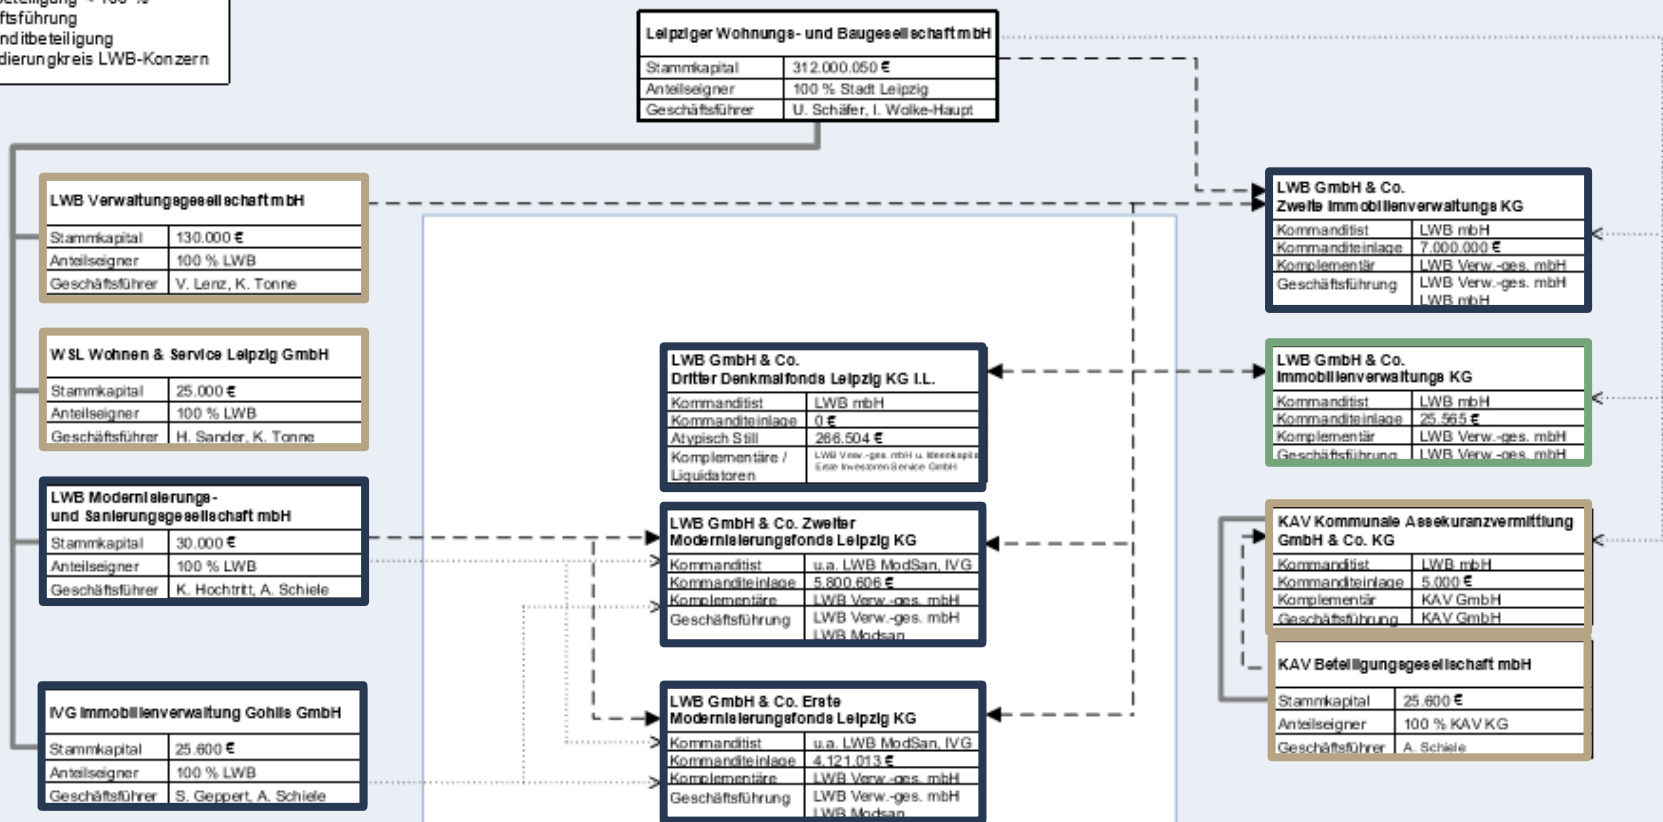 ftsführung
nditbeteiligung
dierungkreis LWB-Konzern
Leipziger Wohnungs- und Baugesellschaft mbH
Stammkapital 312.000.050 €
Anteilseigner 100 % Stadt Leipzig
Geschäftsführer U. Schäfer, I. Wolke-Haupt
LWB Verwaltungsgesellschaft mbH
Stammkapital 130.000 €
Anteilseigner 100 % LWB
Geschäftsführer V. Lenz, K. Tonne
WSL Wohnen & Service Leipzig GmbH
Stammkapital 25.000 €
Anteilseigner 100 % LWB
Geschäftsführer H. Sander, K. Tonne
LWB Modernisierungs-
und Sanierungsgesellschaft mbH
Stammkapital 30.000 €
Anteilseigner 100 % LWB
Geschäftsführer K. Hochtritt, A. Schiele
IVG Immobilienverwaltung Gohlis GmbH
Stammkapital 25.600 €
Anteilseigner 100 % LWB
Geschäftsführer S. Geppert, A. Schiele
LWB GmbH & Co.
Dritter Denkmalfonds Leipzig KG i.L.
Kommanditist LWB mbH
Kommanditeinlage 0 €
Atypisch Still 266.504 €
Komplementäre / LWB Verw.-ges. mbH u.
Liquidatoren Erste Investoren Service GmbH
LWB GmbH & Co. Zweiter
Modernisierungsfonds Leipzig KG
Kommanditist u.a. LWB ModSan, IVG
Kommanditeinlage 5.800.606 €
Komplementäre LWB Verw.-ges. mbH
Geschäftsführung LWB Verw.-ges. mbH
LWB Modsan
LWB GmbH & Co. Erste
Modernisierungsfonds Leipzig KG
Kommanditist u.a. LWB ModSan, IVG
Kommanditeinlage 4.121.013 €
Komplementäre LWB Verw.-ges. mbH
Geschäftsführung LWB Verw.-ges. mbH
LWB Modsan
LWB GmbH & Co.
Zweite Immobilienverwaltungs KG
Kommanditist LWB mbH
Kommanditeinlage 7.000.000 €
Komplementär LWB Verw.-ges. mbH
Geschäftsführung LWB Verw.-ges. mbH
LWB mbH
LWB GmbH & Co.
Immobilienverwaltungs KG
Kommanditist LWB mbH
Kommanditeinlage 25.565 €
Komplementär LWB Verw.-ges. mbH
Geschäftsführung LWB Verw.-ges. mbH
KAV Kommunale Assekuranzvermittlung
GmbH & Co. KG
Kommanditist LWB mbH
Kommanditeinlage 5.000 €
Komplementär KAV GmbH
Geschäftsführung KAV GmbH
KAV Beteiligungsgesellschaft mbH
Stammkapital 25.600 €
Anteilseigner 100 % KAV KG
Geschäftsführer A. Schiele